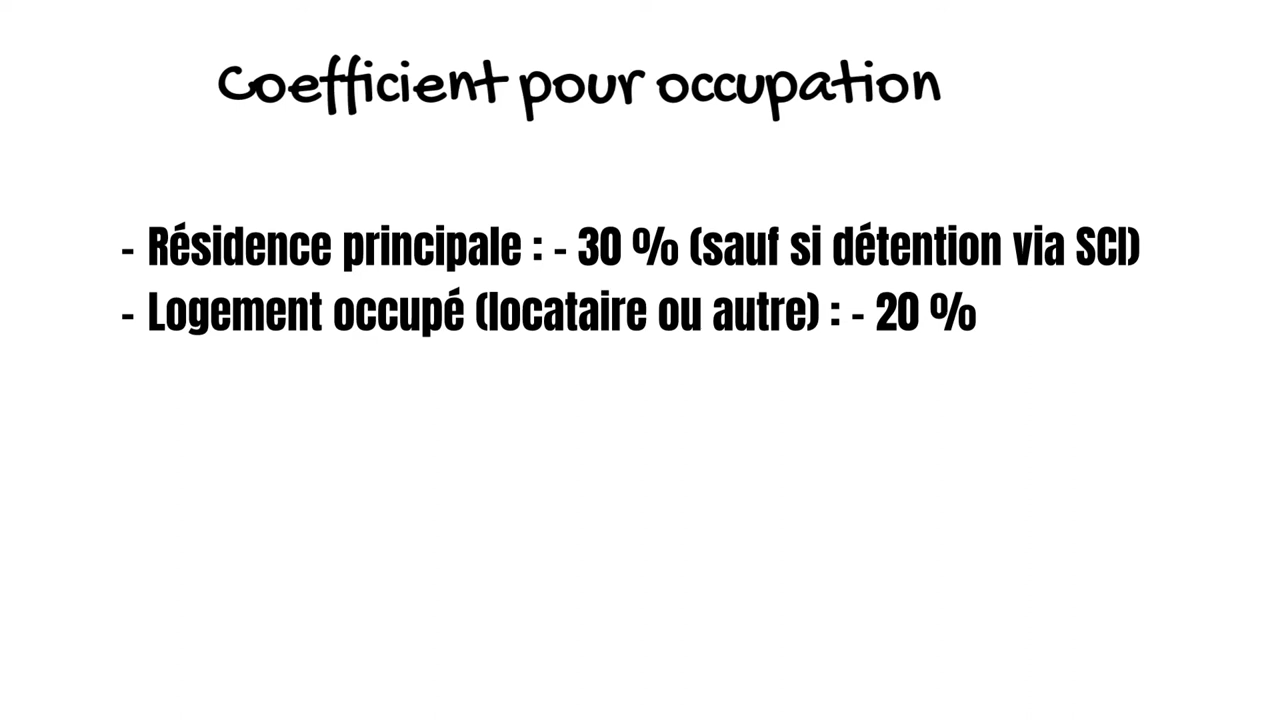 Coefficient pour occupation
- Résidence principale : - 30 % (sauf si détention via SCI)
- Logement occupé (locataire ou autre) : - 20 %